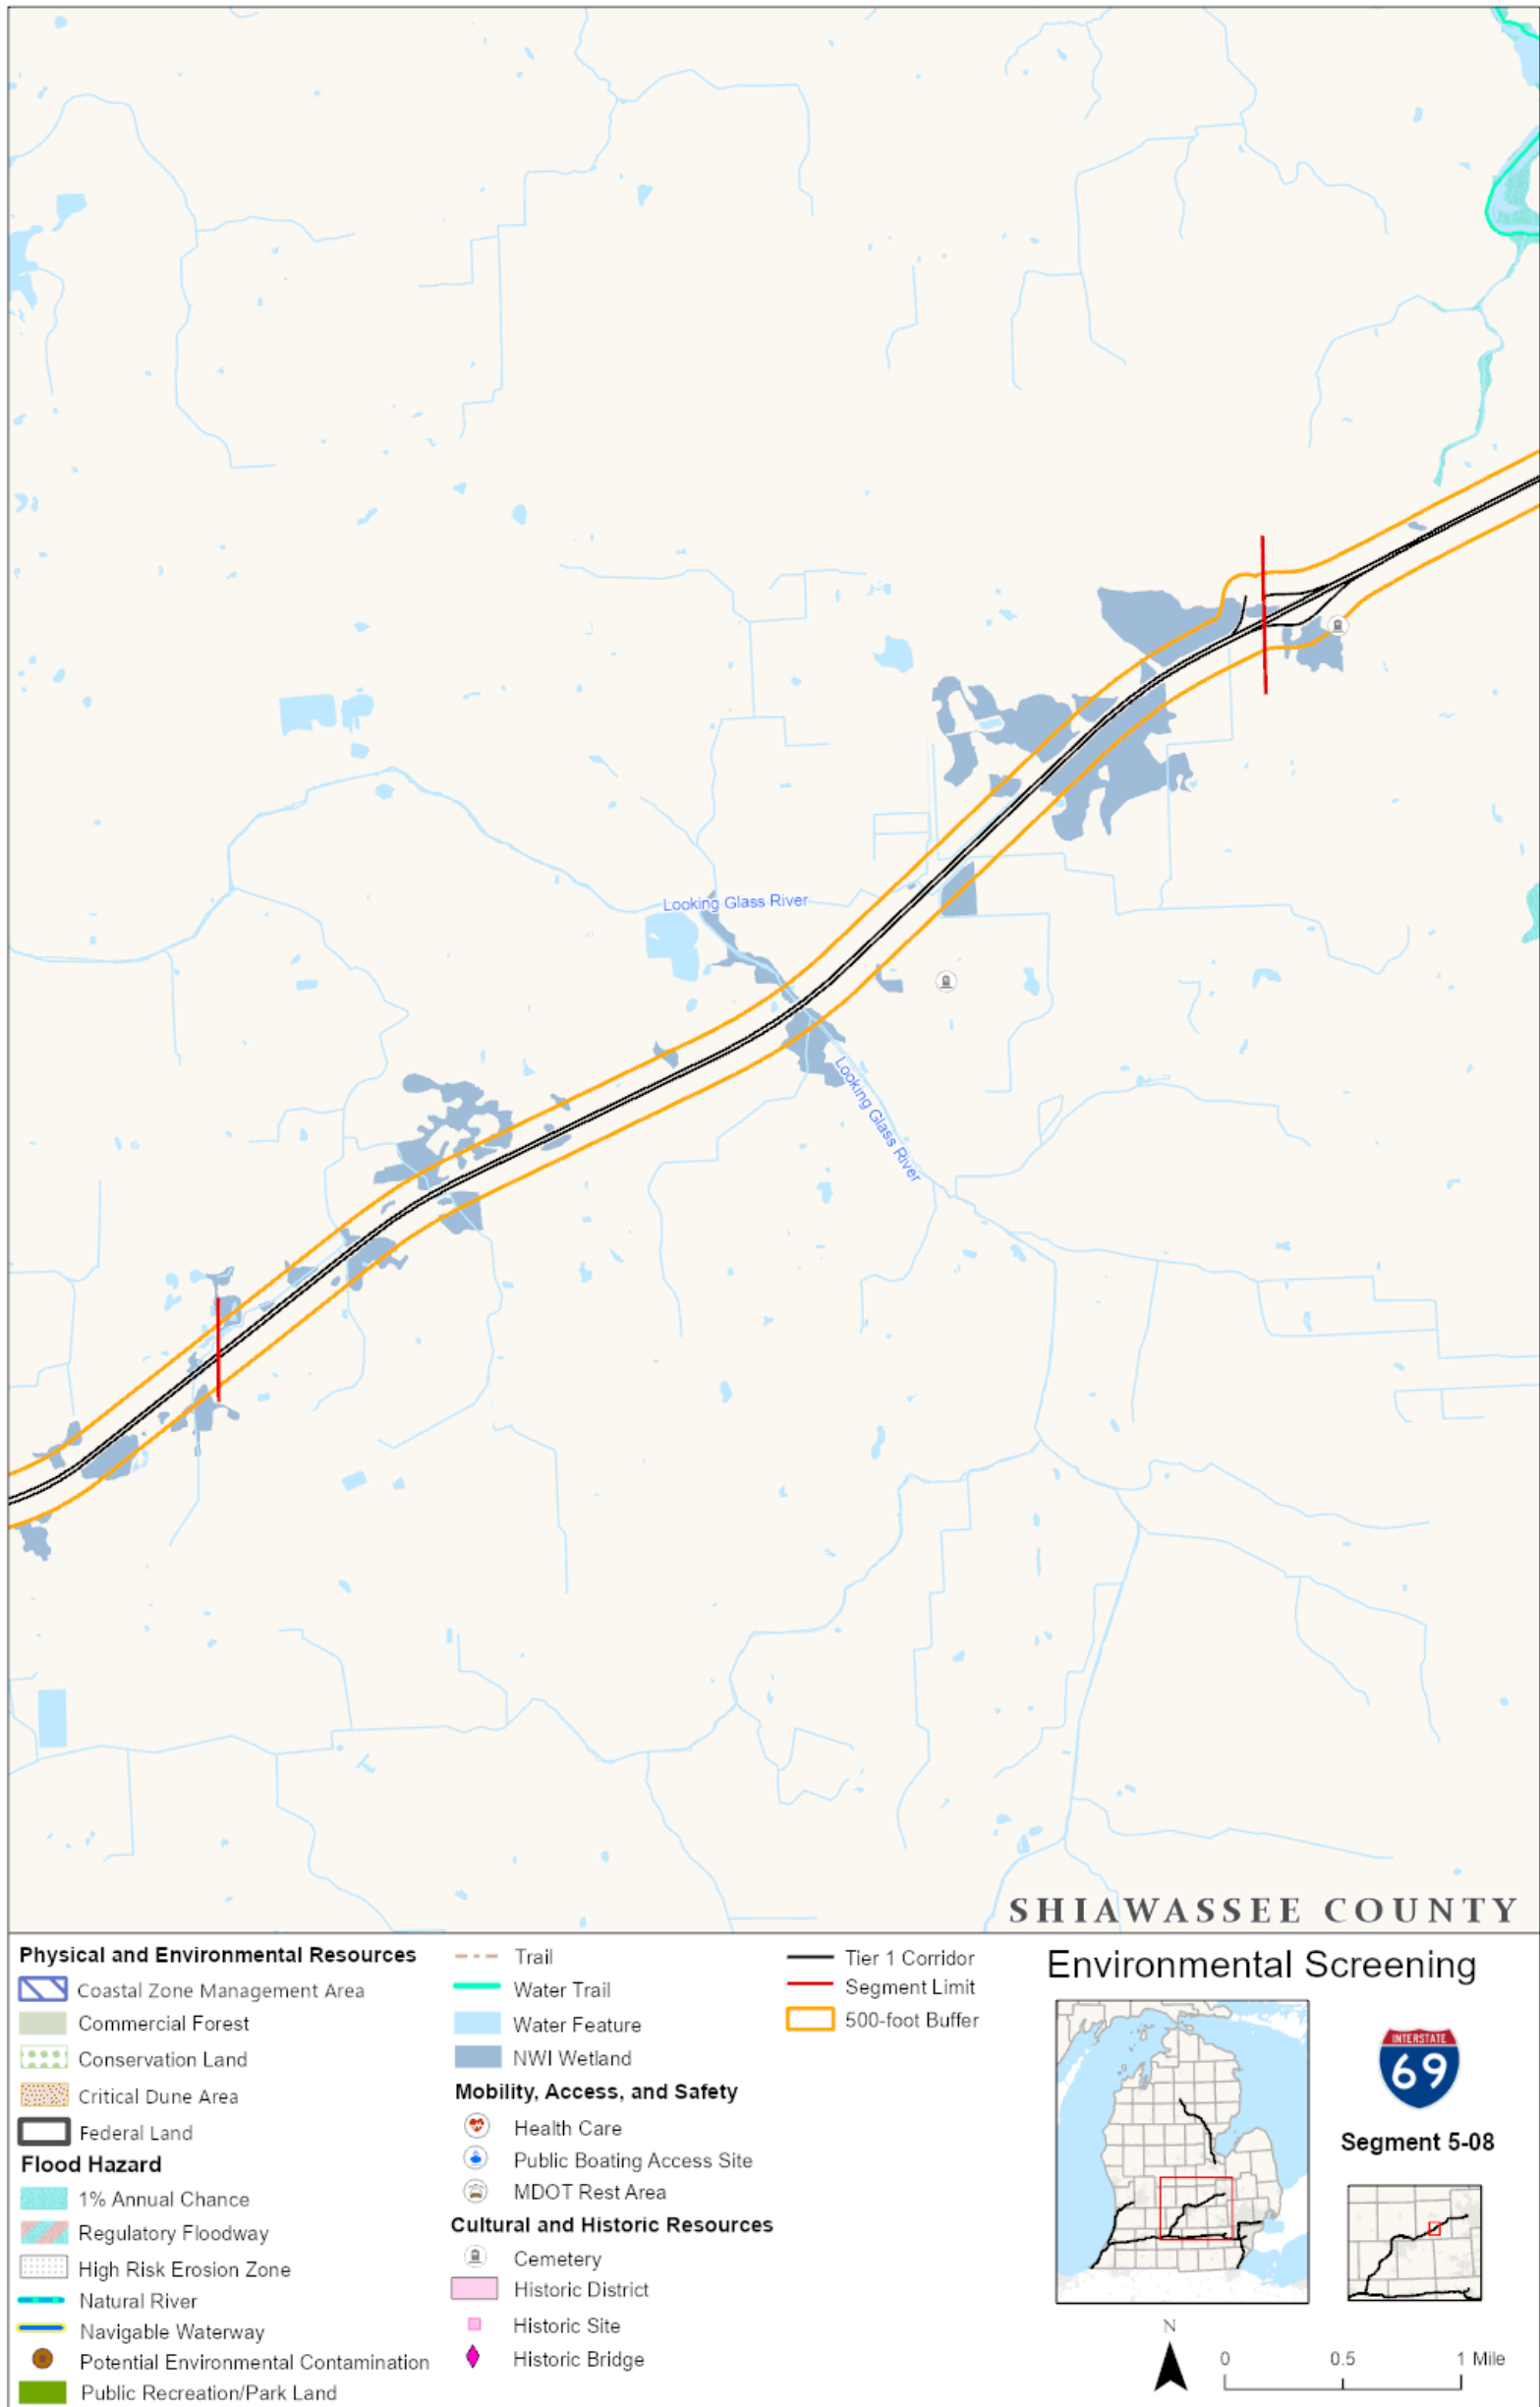 Looking Glass River
Looking Glass River
SHIAWASSEE COUNTY
Physical and Environmental Resources
Coastal Zone Management Area
Commercial Forest
Conservation Land
Critical Dune Area
Federal Land
Flood Hazard
1% Annual Chance
Regulatory Floodway
High Risk Erosion Zone
Natural River
Navigable Waterway
Potential Environmental Contamination
Public Recreation/Park Land
Trail
Water Trail
Water Feature
NWI Wetland
Mobility, Access, and Safety
Health Care
Public Boating Access Site
MDOT Rest Area
Cultural and Historic Resources
Cemetery
Historic District
Historic Site
Historic Bridge
Tier 1 Corridor
Segment Limit
500-foot Buffer
Environmental Screening
INTERSTATE
69
Segment 5-08
N
0 0.5 1 Mile